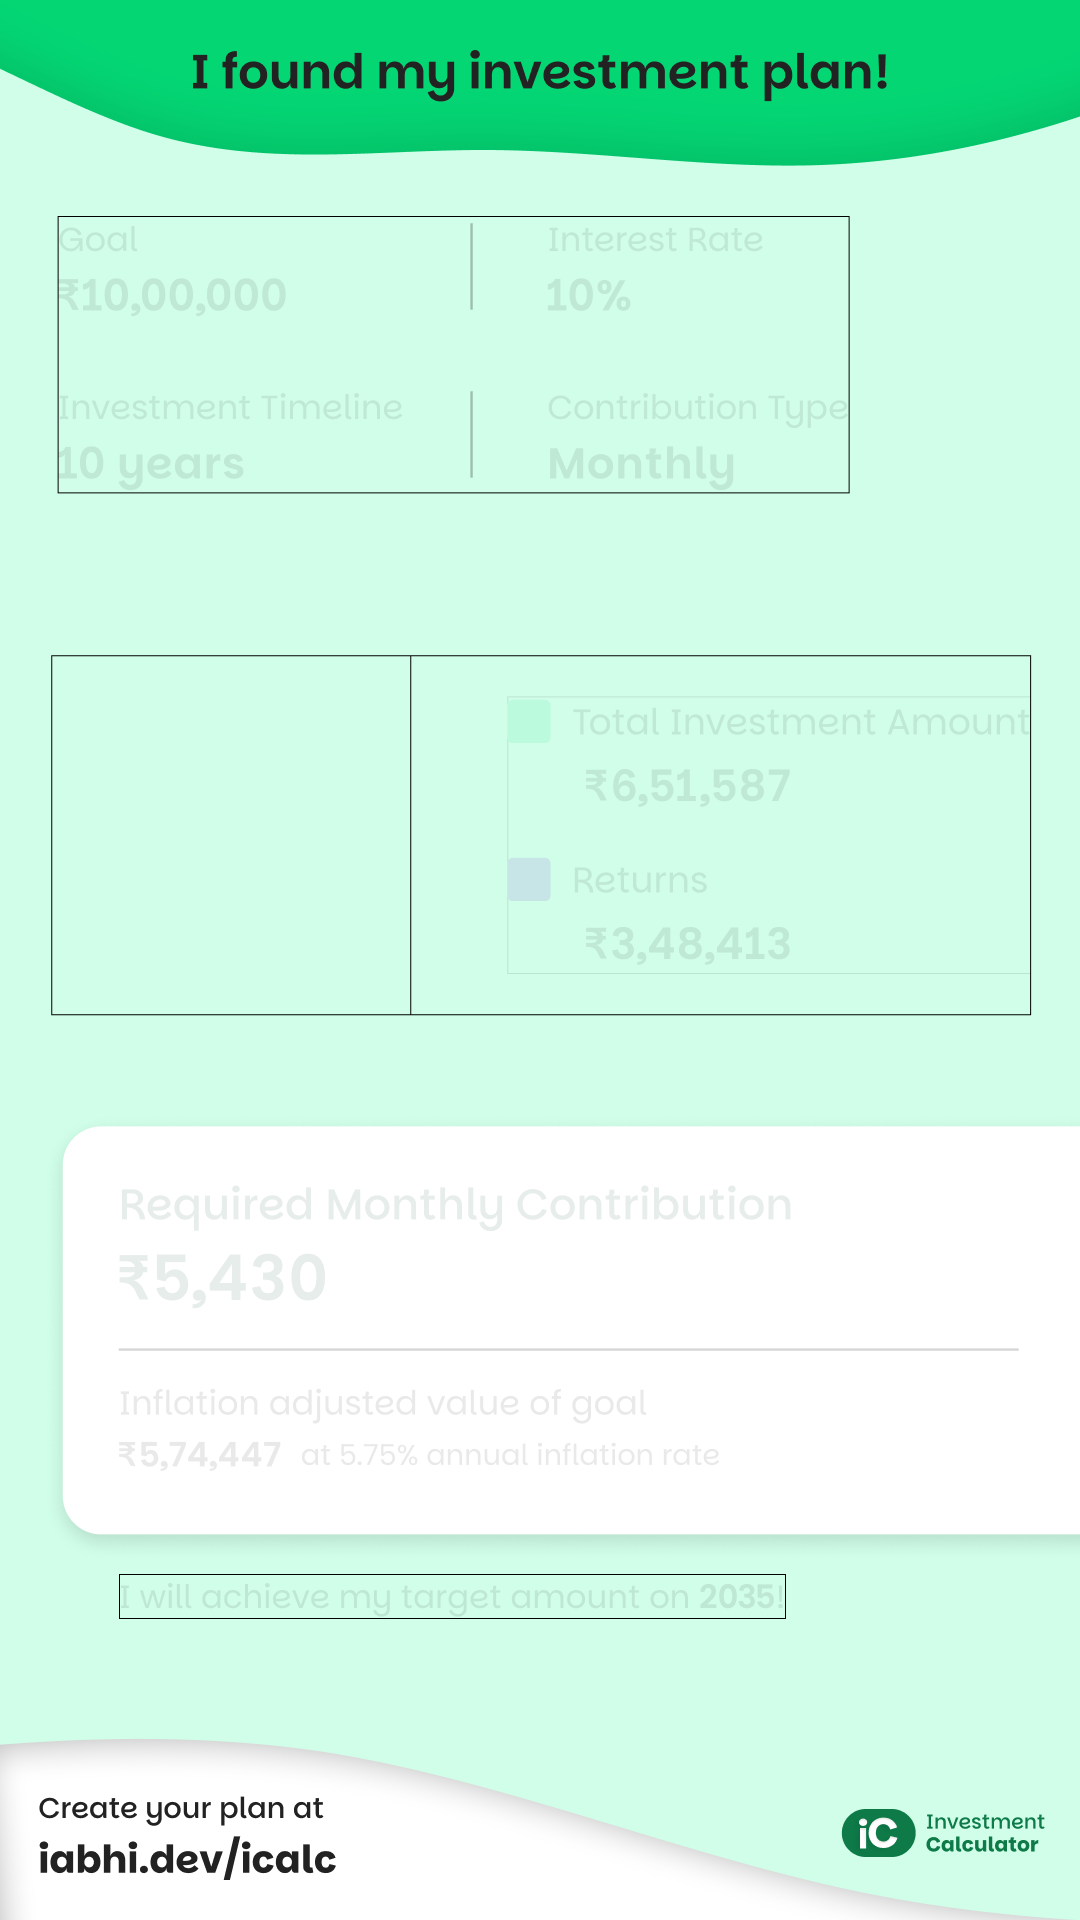 I found my investment plan!
Goal
Interest Rate
₹10,00,000
10%
Investment Timeline
Contribution Type
10 years
Monthly
Total Investment Amount
₹6,51,587
Returns
₹3,48,413
Required Monthly Contribution
₹5,430
Inflation adjusted value of goal
₹5,74,447 at 5.75% annual inflation rate
I will achieve my target amount on 2035!
Create your plan at
iabhi.dev/icalc
iC
Investment
Calculator